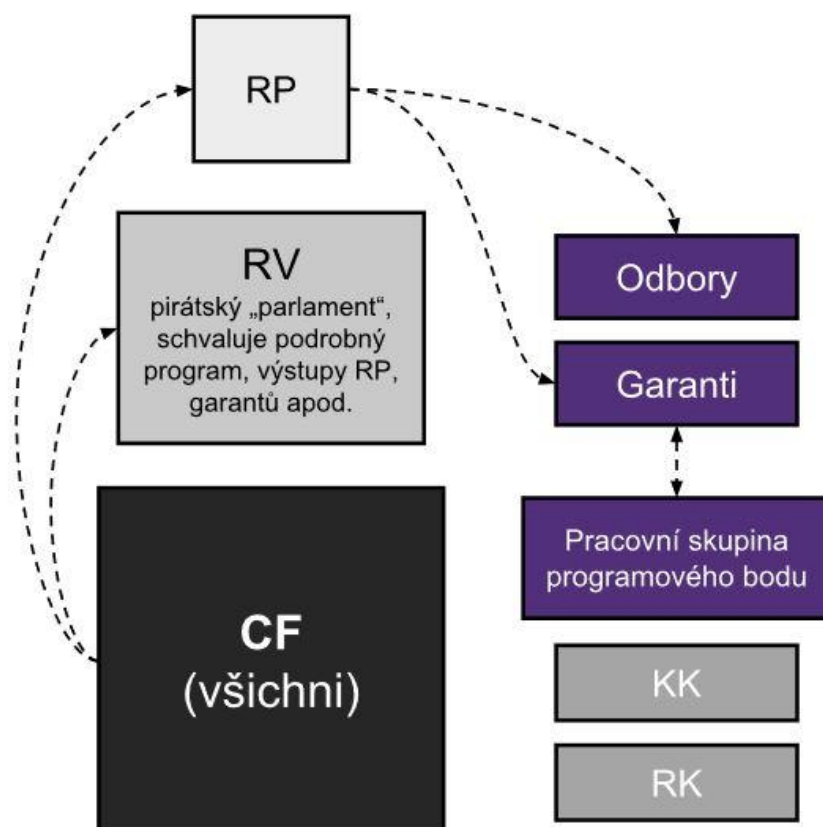 RP
RV
pirátský „parlament“,
schvaluje podrobný
program, výstupy RP,
garantů apod.
CF
(všichni)
Odbory
Garanti
Pracovní skupina
programového bodu
KK
RK